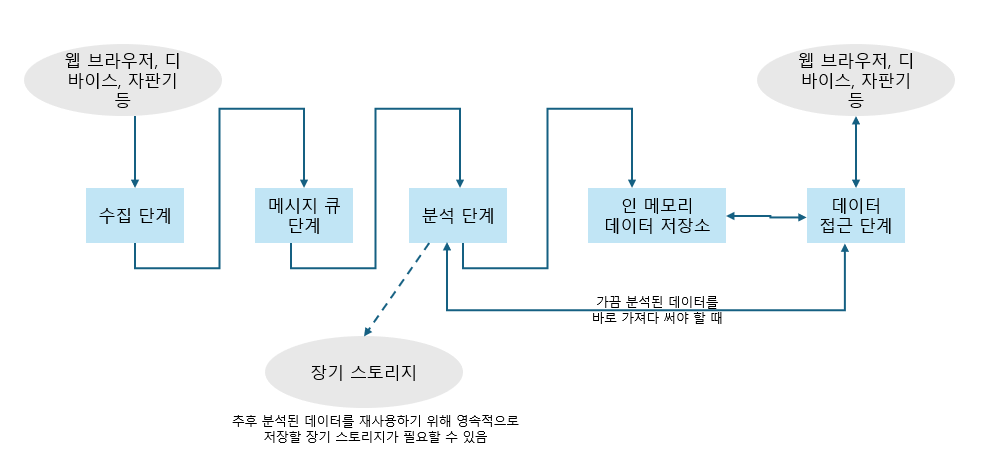 웹 브라우저, 디
바이스, 자판기
등
웹 브라우저, 디
바이스, 자판기
등
수집 단계
메시지 큐
단계
분석 단계
인 메모리
데이터 저장소
데이터
접근 단계
가끔 분석된 데이터를
바로 가져다 써야 할 때
장기 스토리지
추후 분석된 데이터를 재사용하기 위해 영속적으로
저장할 장기 스토리지가 필요할 수 있음